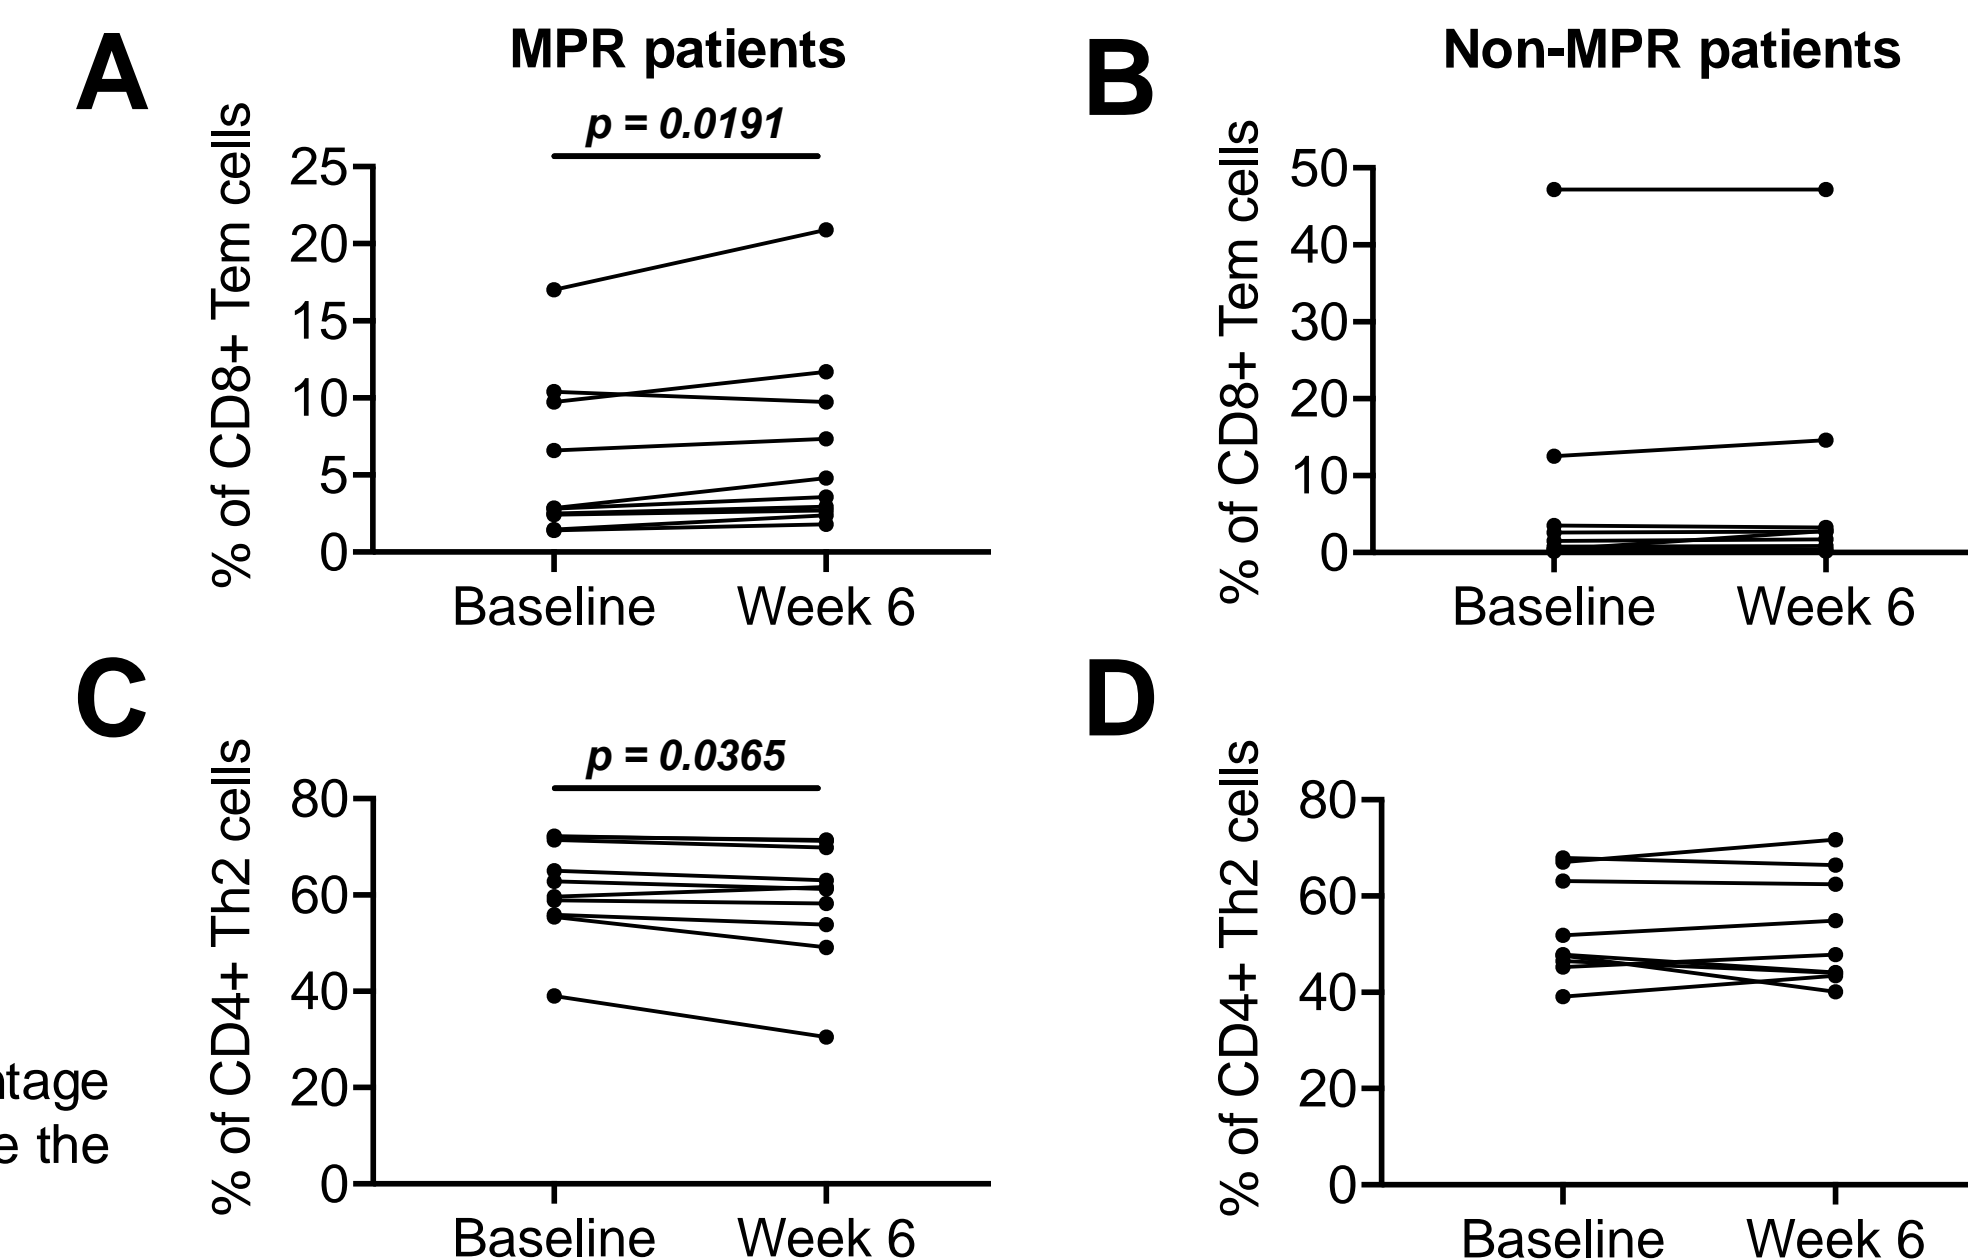 A
MPR patients
p = 0.0191
% of CD8+ Tem cells
25
20
15
10
5
0
Baseline Week 6
B
Non-MPR patients
% of CD8+ Tem cells
50
40
30
20
10
0
Baseline Week 6
C
p = 0.0365
% of CD4+ Th2 cells
80
60
40
20
0
Baseline Week 6
D
% of CD4+ Th2 cells
80
60
40
20
0
Baseline Week 6
ntage
e the